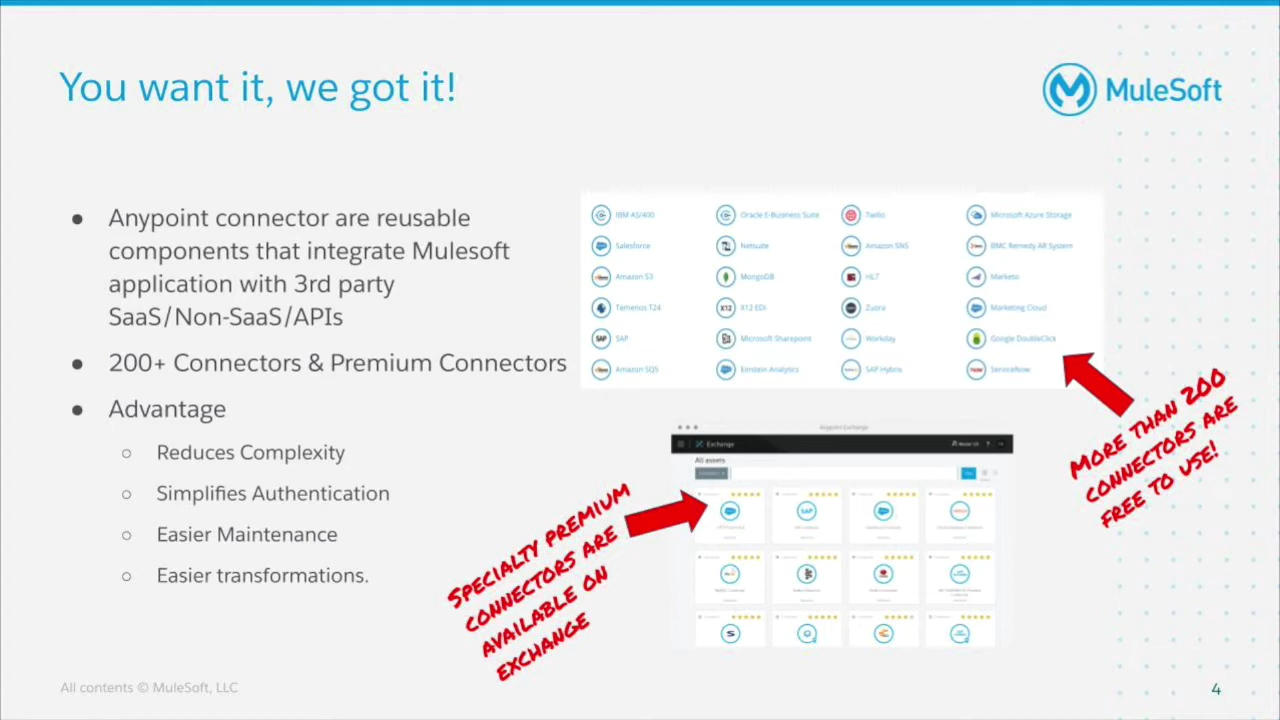 You want it, we got it!
MuleSoft
● Anypoint connector are reusable
components that integrate Mulesoft
application with 3rd party
SaaS/Non-SaaS/APIs
● 200+ Connectors & Premium Connectors
● Advantage
○ Reduces Complexity
○ Simplifies Authentication
○ Easier Maintenance
○ Easier transformations.
IBM AS/400
Oracle E-Business Suite
Twilio
Microsoft Azure Storage
Salesforce
Netsuite
Amazon SNS
BMC Remedy AR System
Amazon S3
MongoDB
HL7
Marketo
Temenos T24
X12
X12 EDI
Zuora
Marketing Cloud
SAP
SAP
Microsoft Sharepoint
Workday
Google DoubleClick
Amazon SQS
Einstein Analytics
SAP Hybris
ServiceNow
MORE THAN 200
CONNECTORS ARE
FREE TO USE!
Anypoint Exchange
Exchange
All assets
SAP
SPECIALTY PREMIUM
CONNECTORS ARE
AVAILABLE ON
EXCHANGE
All contents © MuleSoft, LLC
4